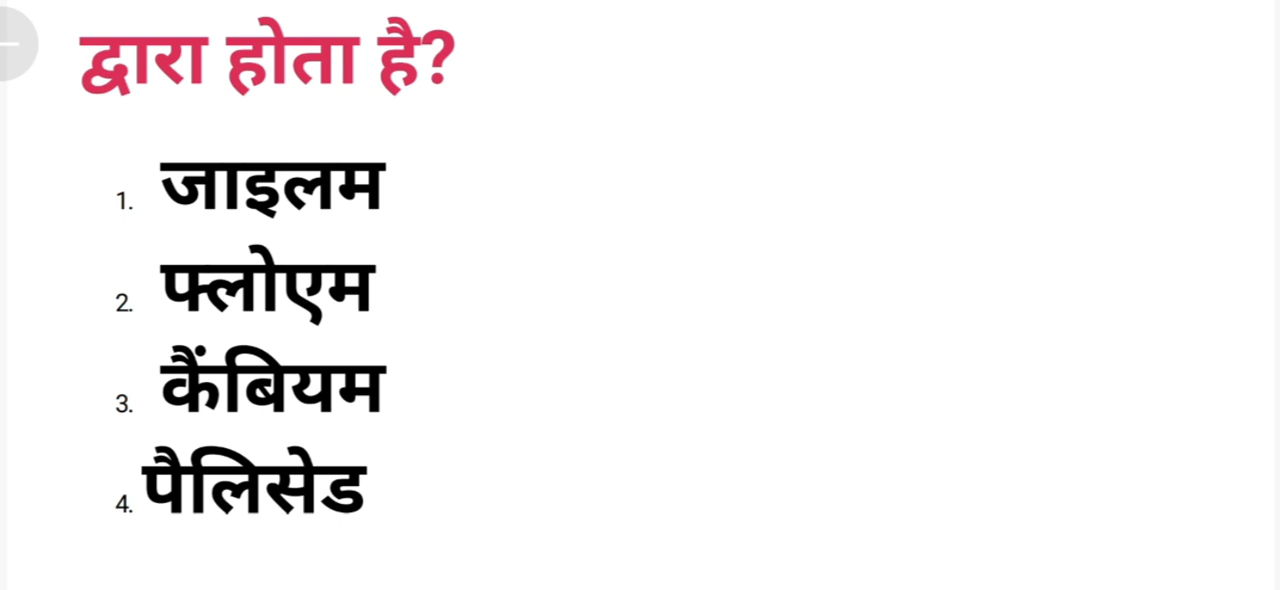 द्वारा होता है?
1. जाइलम
2. फ्लोएम
3. कैंबियम
4. पैलिसेड